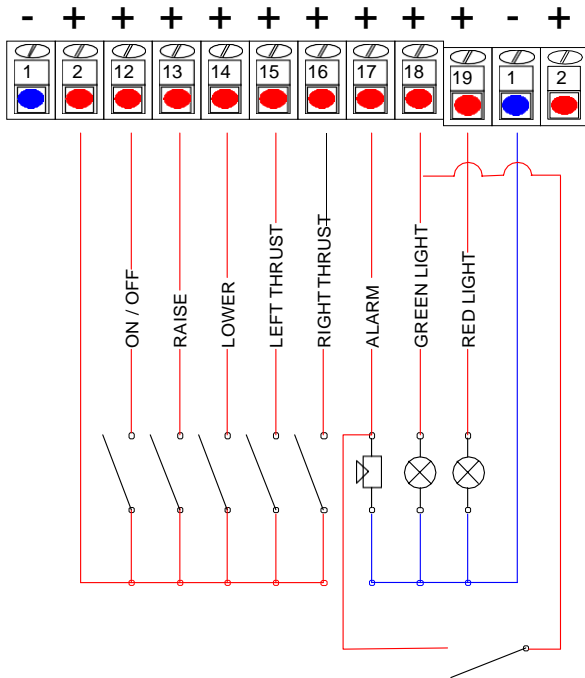 - + + + + + + + + + - +
1 2 12 13 14 15 16 17 18 19 1 2
ON / OFF
RAISE
LOWER
LEFT THRUST
RIGHT THRUST
ALARM
GREEN LIGHT
RED LIGHT